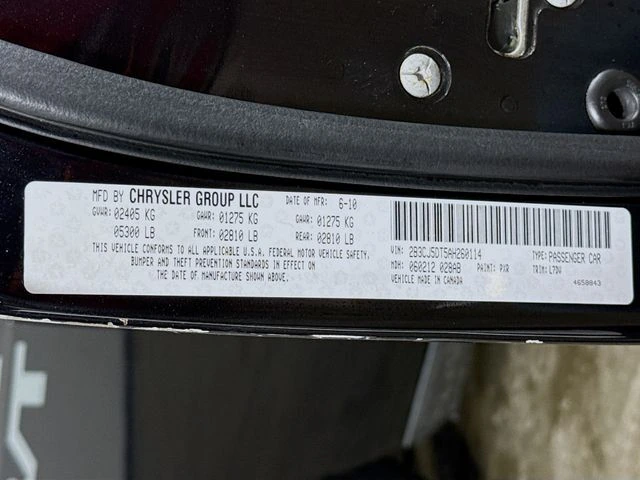 MFD BY CHRYSLER GROUP LLC DATE OF MFR: 6-10
GVWR: 02405 KG GAWR: 01275 KG GAWR: 01275 KG
05300 LB FRONT: 02810 LB REAR: 02810 LB
THIS VEHICLE CONFORMS TO ALL APPLICABLE U.S.A. FEDERAL MOTOR VEHICLE SAFETY,
BUMPER AND THEFT PREVENTION STANDARDS IN EFFECT ON THE
DATE OF MANUFACTURE SHOWN ABOVE.
VIN: 2B3CJ5DT5AH260114 TYPE: PASSENGER CAR
MDH: 060212 028AB PAINT: PXR TRIM: L7DV
VEHICLE MADE IN CANADA
4658843